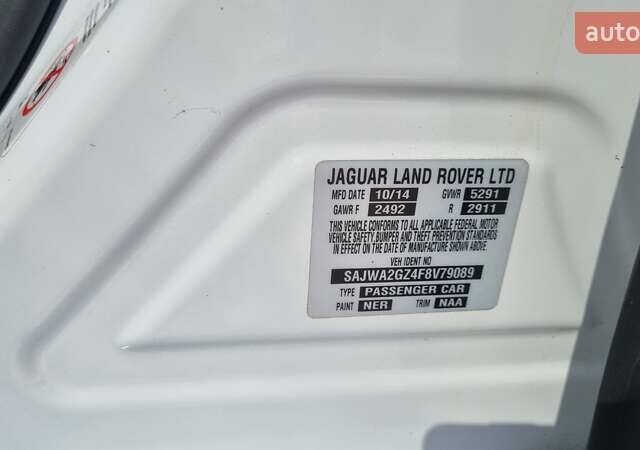 auto
JAGUAR LAND ROVER LTD
MFD DATE 10/14 GVWR 5291
GAWR F 2492 R 2911
THIS VEHICLE CONFORMS TO ALL APPLICABLE FEDERAL MOTOR
VEHICLE SAFETY, BUMPER AND THEFT PREVENTION STANDARDS
IN EFFECT ON THE DATE OF MANUFACTURE SHOWN ABOVE.
VEH IDENT NO
SAJWA2GZ4F8V79089
TYPE PASSENGER CAR
PAINT NER TRIM NAA